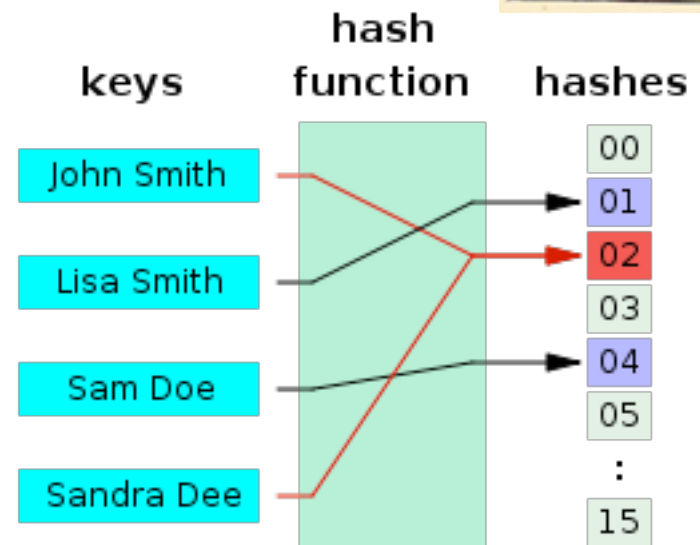 keys
hash
function
hashes
John Smith
Lisa Smith
Sam Doe
Sandra Dee
00
01
02
03
04
05
:
15